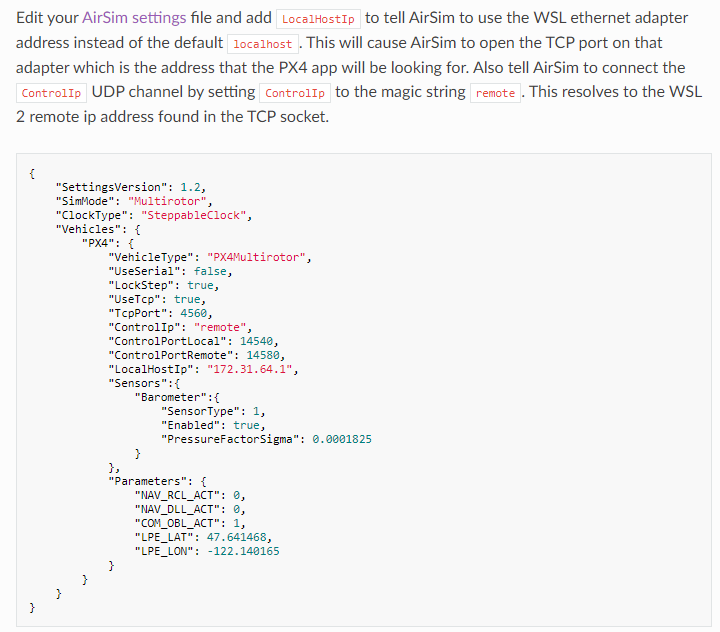 Edit your AirSim settings file and add LocalHostIp to tell AirSim to use the WSL ethernet adapter
address instead of the default localhost . This will cause AirSim to open the TCP port on that
adapter which is the address that the PX4 app will be looking for. Also tell AirSim to connect the
ControlIp UDP channel by setting ControlIp to the magic string remote . This resolves to the WSL
2 remote ip address found in the TCP socket.
{
    "SettingsVersion": 1.2,
    "SimMode": "Multirotor",
    "ClockType": "SteppableClock",
    "Vehicles": {
        "PX4": {
            "VehicleType": "PX4Multirotor",
            "UseSerial": false,
            "LockStep": true,
            "UseTcp": true,
            "TcpPort": 4560,
            "ControlIp": "remote",
            "ControlPortLocal": 14540,
            "ControlPortRemote": 14580,
            "LocalHostIp": "172.31.64.1",
            "Sensors":{
                "Barometer":{
                    "SensorType": 1,
                    "Enabled": true,
                    "PressureFactorSigma": 0.0001825
                }
            },
            "Parameters": {
                "NAV_RCL_ACT": 0,
                "NAV_DLL_ACT": 0,
                "COM_OBL_ACT": 1,
                "LPE_LAT": 47.641468,
                "LPE_LON": -122.140165
            }
        }
    }
}